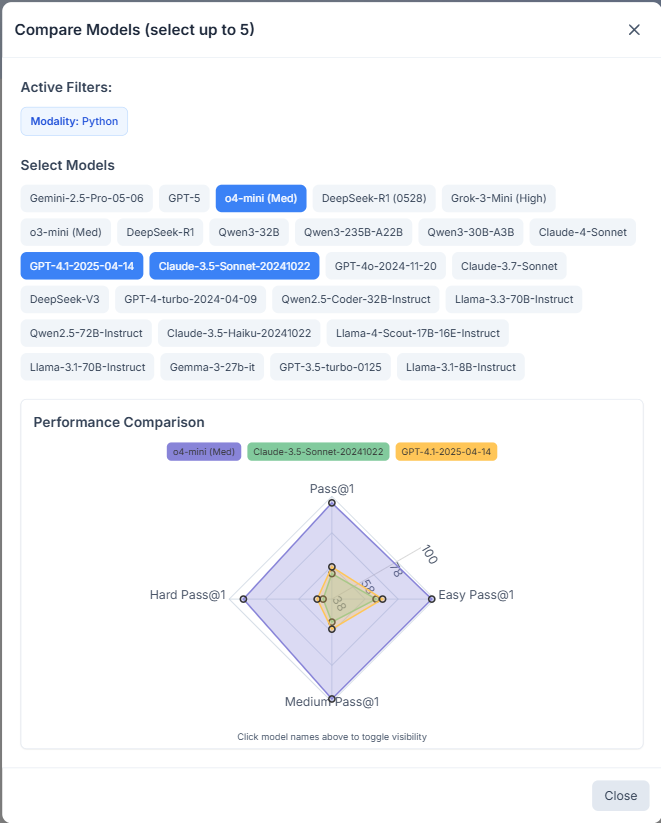 Compare Models (select up to 5)
Active Filters:
Modality: Python
Select Models
Gemini-2.5-Pro-05-06 GPT-5 o4-mini (Med) DeepSeek-R1 (0528) Grok-3-Mini (High)
o3-mini (Med) DeepSeek-R1 Qwen3-32B Qwen3-235B-A22B Qwen3-30B-A3B Claude-4-Sonnet
GPT-4.1-2025-04-14 Claude-3.5-Sonnet-20241022 GPT-4o-2024-11-20 Claude-3.7-Sonnet
DeepSeek-V3 GPT-4-turbo-2024-04-09 Qwen2.5-Coder-32B-Instruct Llama-3.3-70B-Instruct
Qwen2.5-72B-Instruct Claude-3.5-Haiku-20241022 Llama-4-Scout-17B-16E-Instruct
Llama-3.1-70B-Instruct Gemma-3-27b-it GPT-3.5-turbo-0125 Llama-3.1-8B-Instruct
Performance Comparison
o4-mini (Med) Claude-3.5-Sonnet-20241022 GPT-4.1-2025-04-14
Pass@1
100
78
58
38
Hard Pass@1 Easy Pass@1
Medium Pass@1
Click model names above to toggle visibility
Close